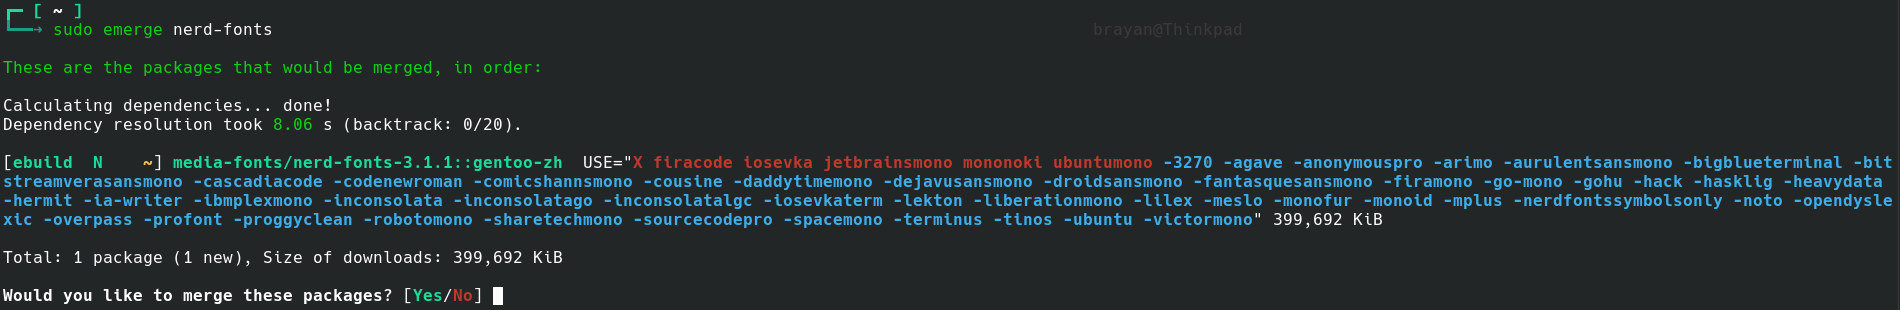 [ ~ ]
→ sudo emerge nerd-fonts brayan@Thinkpad
These are the packages that would be merged, in order:
Calculating dependencies... done!
Dependency resolution took 8.06 s (backtrack: 0/20).
[ebuild  N    ~] media-fonts/nerd-fonts-3.1.1::gentoo-zh  USE="X firacode iosevka jetbrainsmono mononoki ubuntumono -3270 -agave -anonymouspro -arimo -aurulentsansmono -bigblueterminal -bit
streamverasansmono -cascadiacode -codenewroman -comicshannsmono -cousine -daddytimemono -dejavusansmono -droidsansmono -fantasquesansmono -firamono -go-mono -gohu -hack -hasklig -heavydata
-hermit -ia-writer -ibmplexmono -inconsolata -inconsolatago -inconsolatalgc -iosevkaterm -lekton -liberationmono -lilex -meslo -monofur -monoid -mplus -nerdfontssymbolsonly -noto -opendysle
xic -overpass -profont -proggyclean -robotomono -sharetechmono -sourcecodepro -spacemono -terminus -tinos -ubuntu -victormono" 399,692 KiB
Total: 1 package (1 new), Size of downloads: 399,692 KiB
Would you like to merge these packages? [Yes/No]